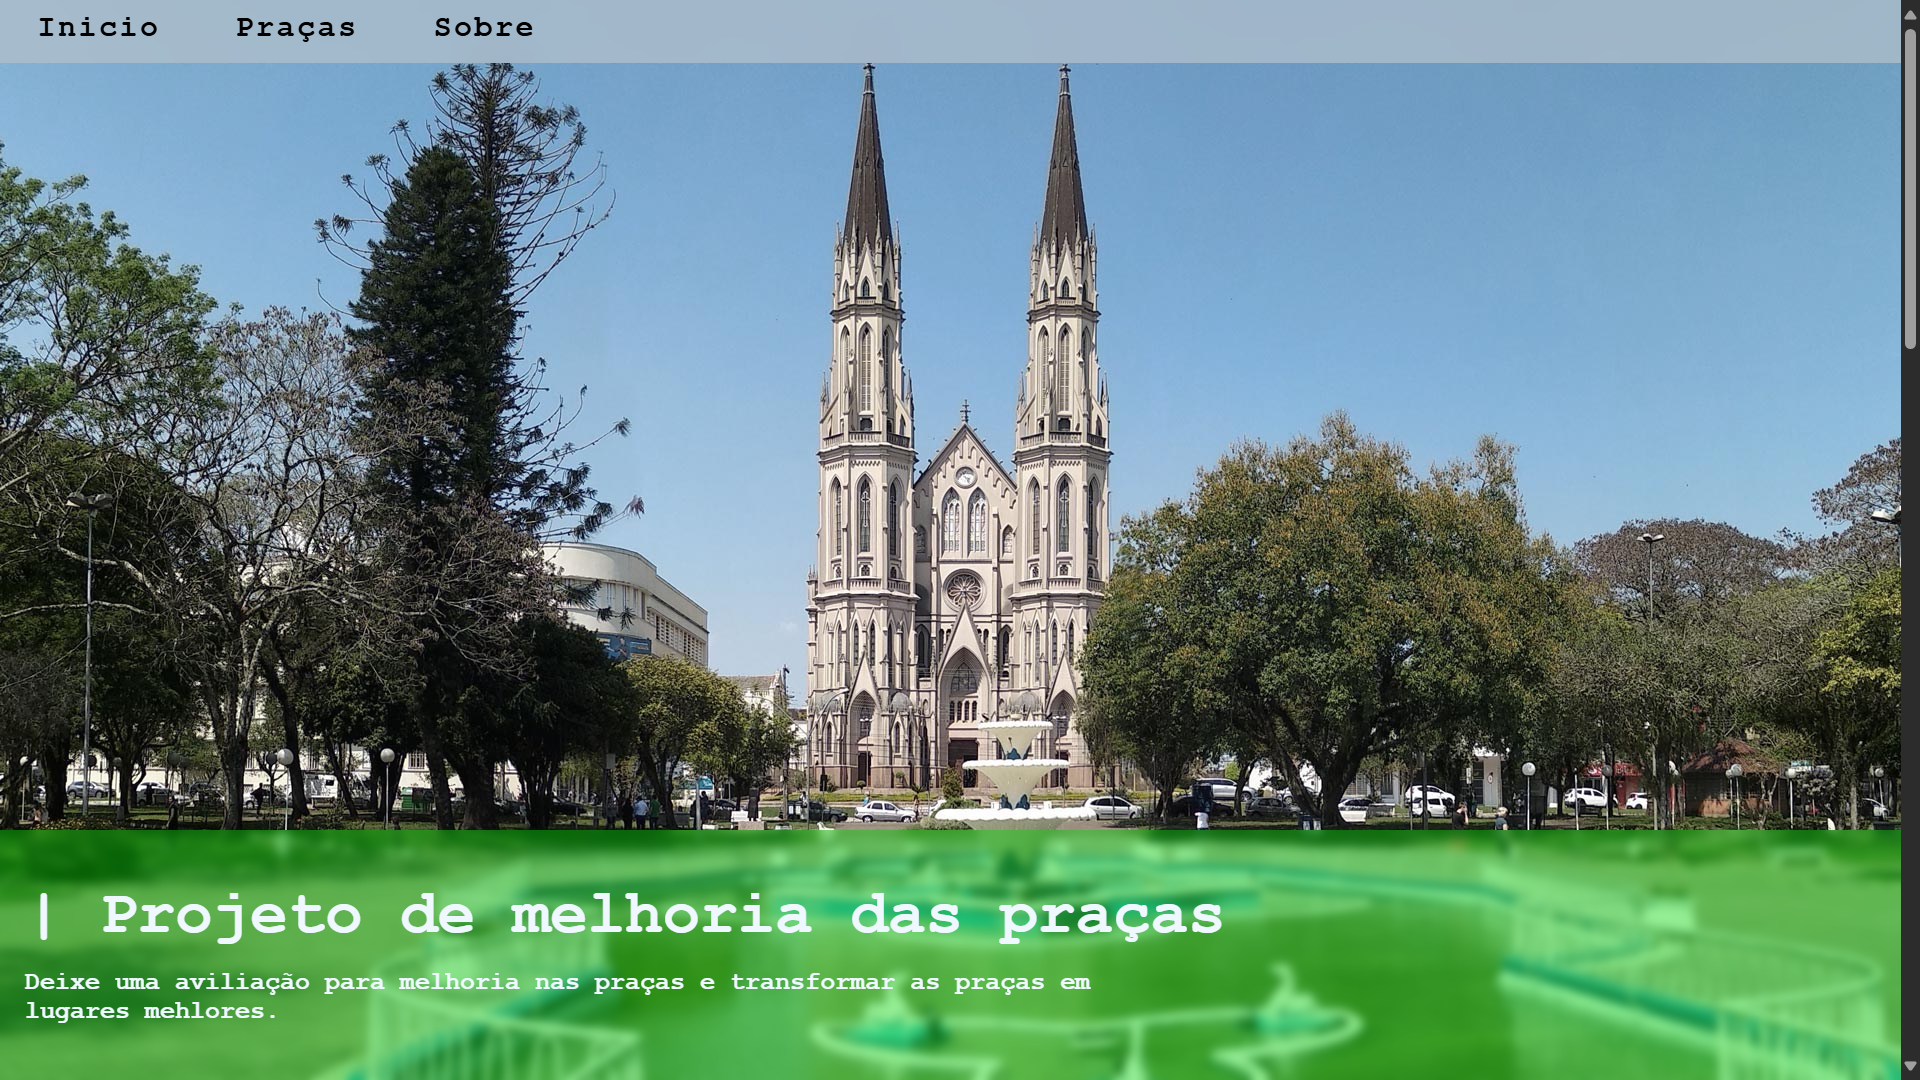 Inicio Praças Sobre
| Projeto de melhoria das praças
Deixe uma aviliação para melhoria nas praças e transformar as praças em
lugares mehlores.